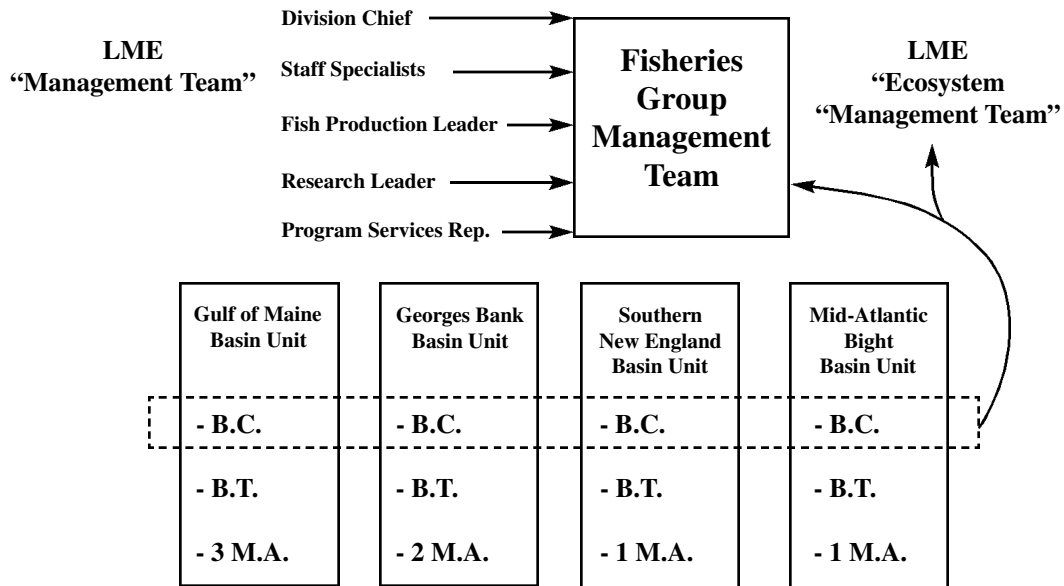 LME
“Management Team”
Division Chief
Staff Specialists
Fish Production Leader
Research Leader
Program Services Rep.
Fisheries
Group
Management
Team
LME
“Ecosystem
“Management Team”
Gulf of Maine
Basin Unit
- B.C.
- B.T.
- 3 M.A.
Georges Bank
Basin Unit
- B.C.
- B.T.
- 2 M.A.
Southern
New England
Basin Unit
- B.C.
- B.T.
- 1 M.A.
Mid-Atlantic
Bight
Basin Unit
- B.C.
- B.T.
- 1 M.A.